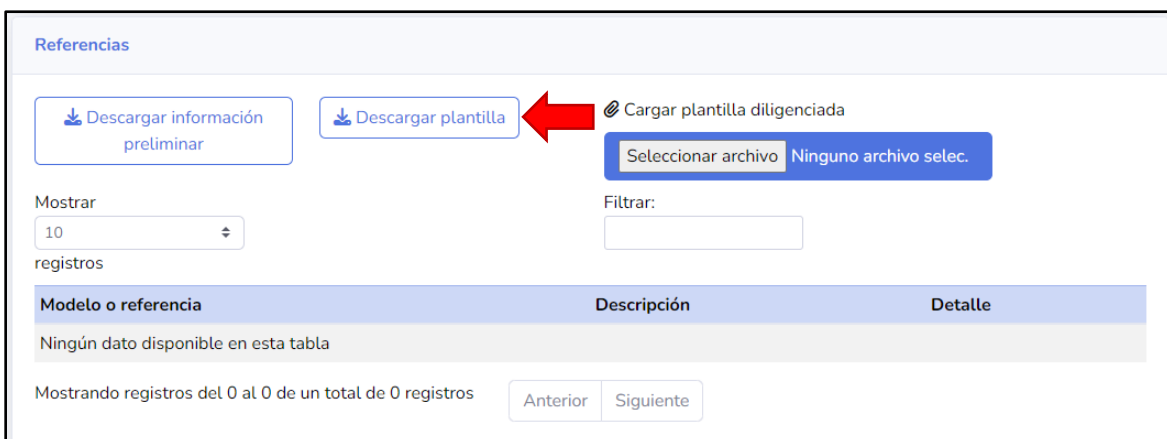 Referencias
Descargar información
preliminar
Descargar plantilla
Cargar plantilla diligenciada
Seleccionar archivo Ninguno archivo selec.
Mostrar
10
registros
Filtrar:
Modelo o referencia Descripción Detalle
Ningún dato disponible en esta tabla
Mostrando registros del 0 al 0 de un total de 0 registros
Anterior Siguiente